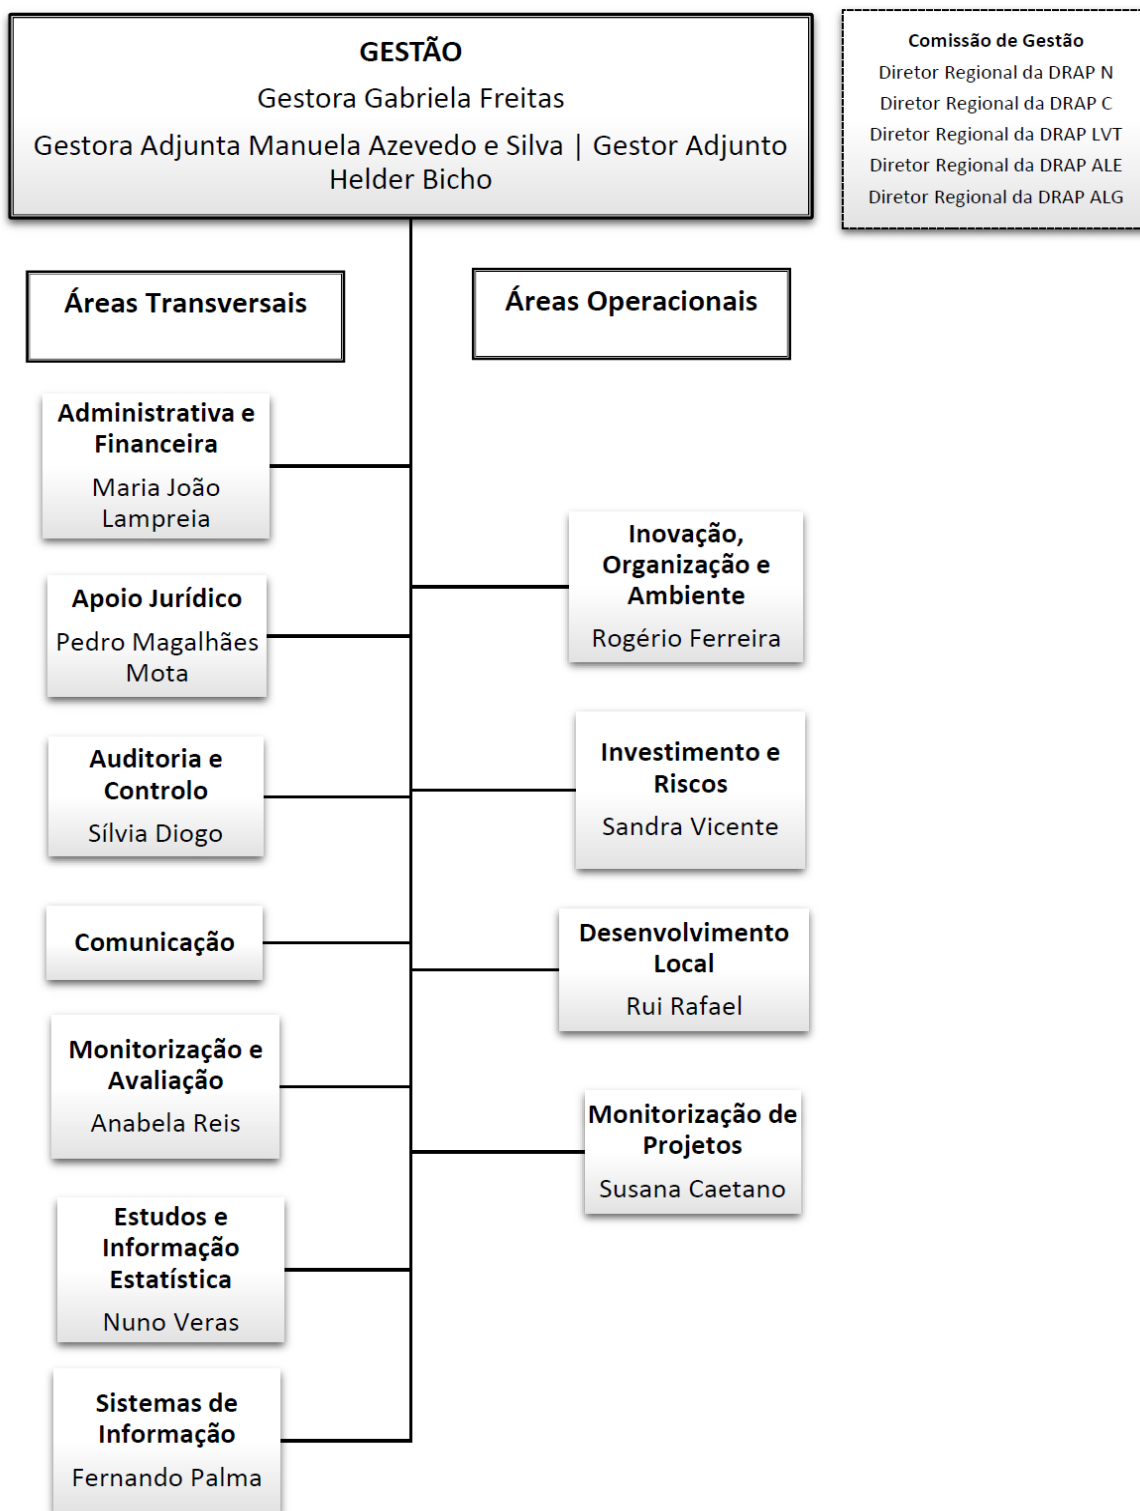 GESTÃO
Gestora Gabriela Freitas
Gestora Adjunta Manuela Azevedo e Silva | Gestor Adjunto
Helder Bicho
Comissão de Gestão
Diretor Regional da DRAP N
Diretor Regional da DRAP C
Diretor Regional da DRAP LVT
Diretor Regional da DRAP ALE
Diretor Regional da DRAP ALG
Áreas Transversais
Administrativa e
Financeira
Maria João
Lampreia
Apoio Jurídico
Pedro Magalhães
Mota
Auditoria e
Controlo
Sílvia Diogo
Comunicação
Monitorização e
Avaliação
Anabela Reis
Estudos e
Informação
Estatística
Nuno Veras
Sistemas de
Informação
Fernando Palma
Áreas Operacionais
Inovação,
Organização e
Ambiente
Rogério Ferreira
Investimento e
Riscos
Sandra Vicente
Desenvolvimento
Local
Rui Rafael
Monitorização de
Projetos
Susana Caetano